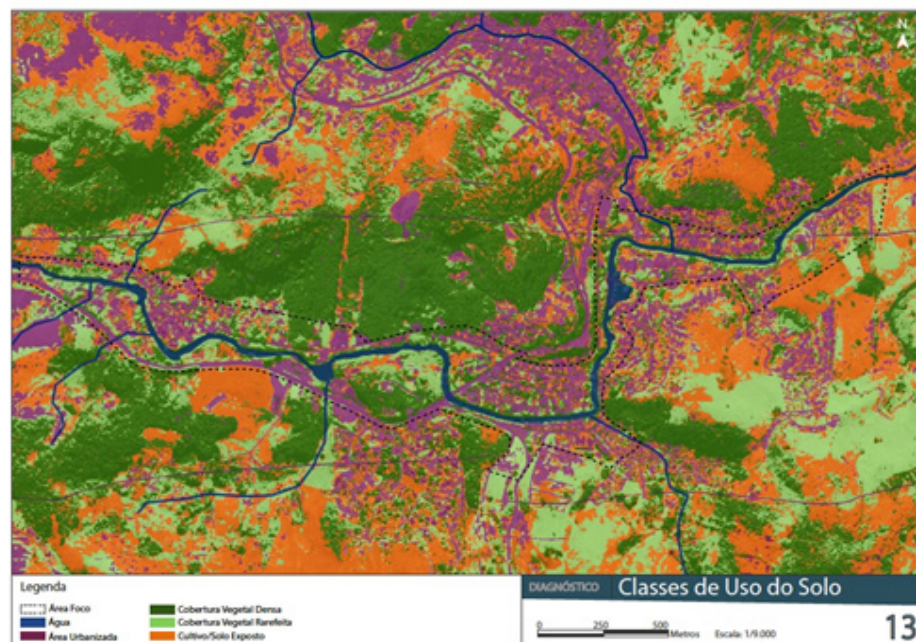 N
Legenda
Área Foco
Água
Área Urbanizada
Cobertura Vegetal Densa
Cobertura Vegetal Rarefeita
Cultivo/Solo Exposto
DIAGNÓSTICO Classes de Uso do Solo
0 250 500
Metros Escala: 1/9.000
13